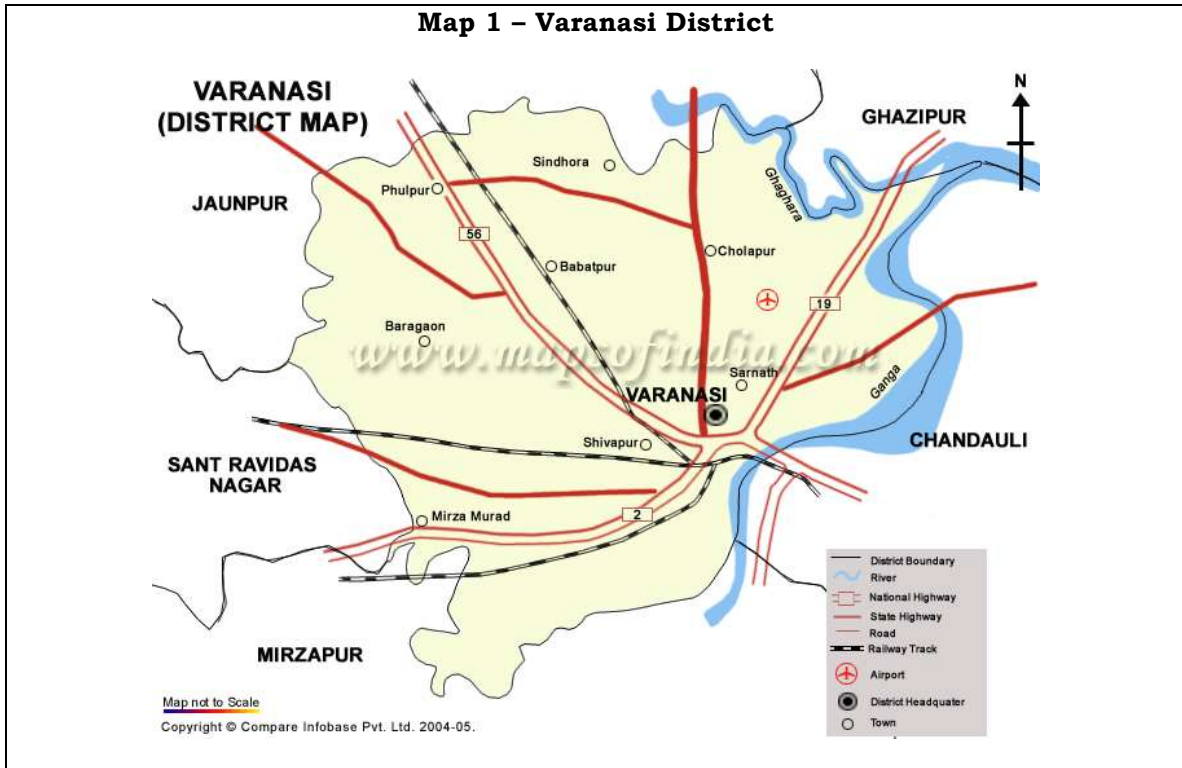 Map 1 – Varanasi District
VARANASI
(DISTRICT MAP)
N
GHAZIPUR
Sindhora
Ghaghara
Phulpur
JAUNPUR
56
Cholapur
Babatpur
19
Baragaon
www.mapsofindia.com
Sarnath
Ganga
VARANASI
CHANDAULI
Shivapur
SANT RAVIDAS
NAGAR
Mirza Murad
2
District Boundary
River
National Highway
State Highway
Road
Railway Track
Airport
District Headquater
Town
MIRZAPUR
Map not to Scale
Copyright © Compare Infobase Pvt. Ltd. 2004-05.